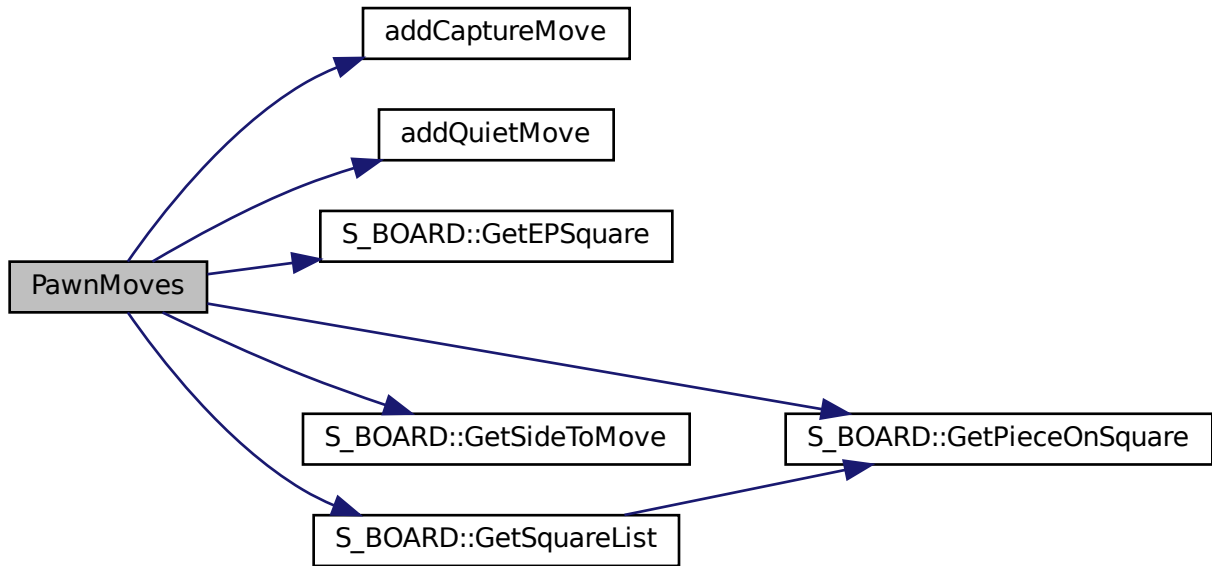 addCaptureMove
addQuietMove
S_BOARD::GetEPSquare
PawnMoves
S_BOARD::GetSideToMove
S_BOARD::GetPieceOnSquare
S_BOARD::GetSquareList